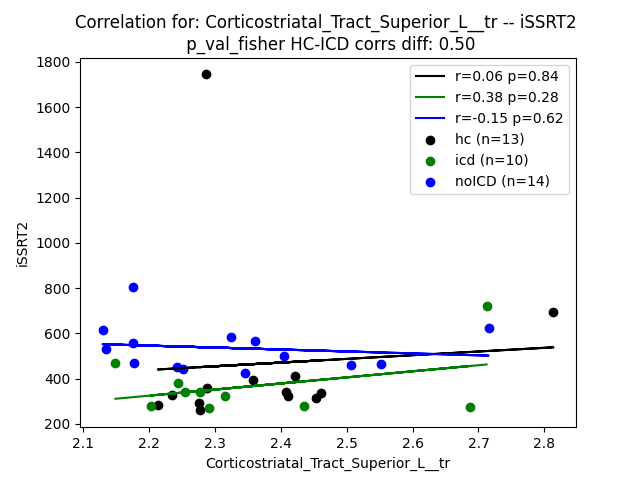 Correlation for: Corticostriatal_Tract_Superior_L__tr -- iSSRT2
p_val_fisher HC-ICD corrs diff: 0.50
r=0.06 p=0.84
r=0.38 p=0.28
r=-0.15 p=0.62
hc (n=13)
icd (n=10)
noICD (n=14)
1800
1600
1400
1200
1000
800
600
400
200
iSSRT2
2.1 2.2 2.3 2.4 2.5 2.6 2.7 2.8
Corticostriatal_Tract_Superior_L__tr